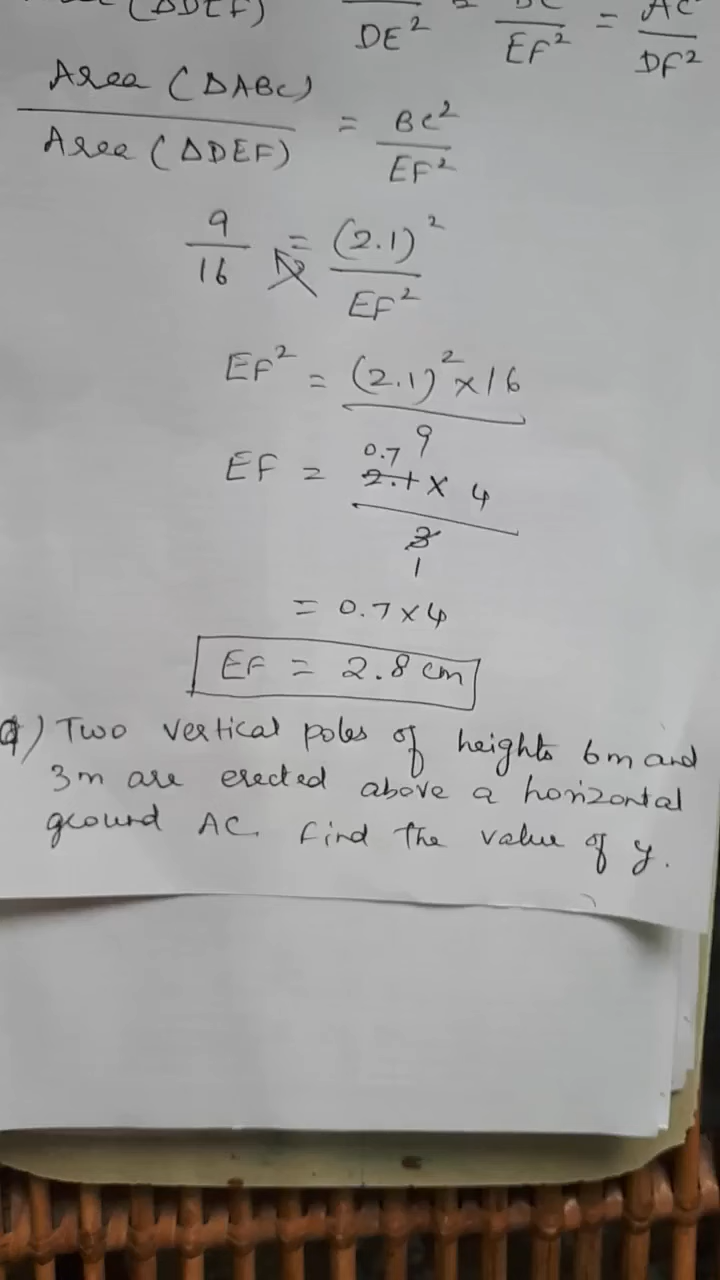 (ΔDEF) DE² EF² = AC DF²
Area (ΔABC) / Area (ΔDEF) = BC² / EF²
9 / 16 = (2.1)² / EF²
EF² = (2.1)² × 16 / 9
EF = 0.7 2.1 × 4 / 3 1
= 0.7 × 4
EF = 2.8 cm
Q) Two vertical poles of heights 6m and
3m are erected above a horizontal
ground AC. find the value of y.